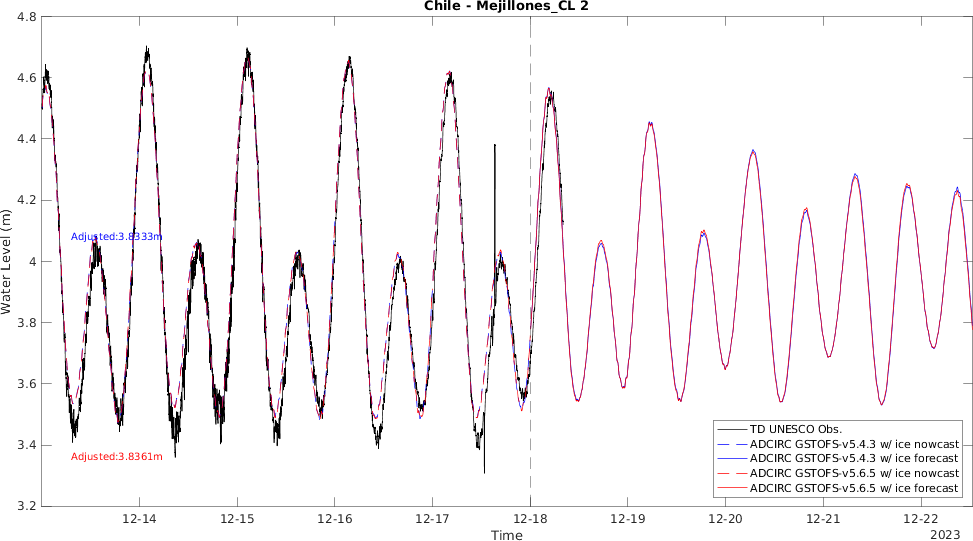 Chile - Mejillones_CL 2
Water Level (m)
4.8
4.6
4.4
4.2
4
3.8
3.6
3.4
3.2
Adjusted:3.8333m
Adjusted:3.8361m
TD UNESCO Obs.
ADCIRC GSTOFS-v5.4.3 w/ ice nowcast
ADCIRC GSTOFS-v5.4.3 w/ ice forecast
ADCIRC GSTOFS-v5.6.5 w/ ice nowcast
ADCIRC GSTOFS-v5.6.5 w/ ice forecast
12-14 12-15 12-16 12-17 12-18 12-19 12-20 12-21 12-22
Time
2023